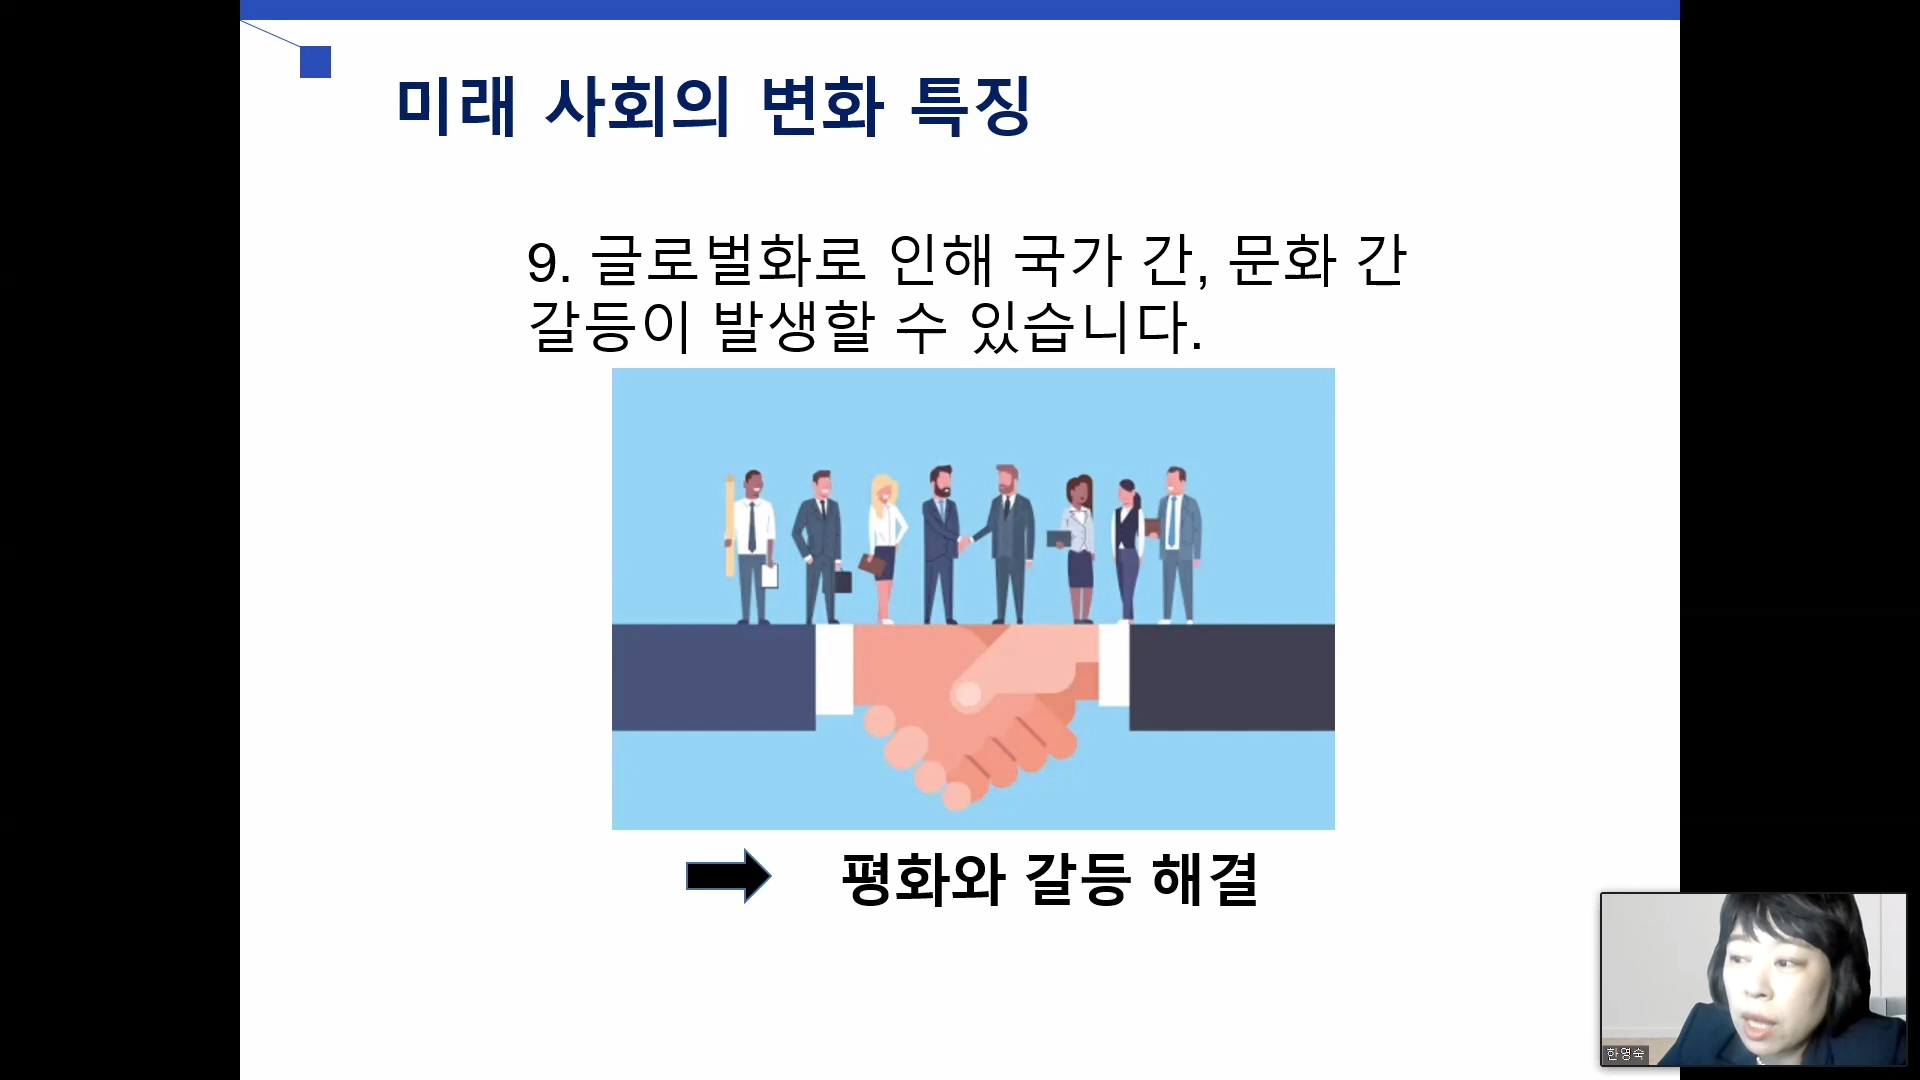 미래 사회의 변화 특징
9. 글로벌화로 인해 국가 간, 문화 간
갈등이 발생할 수 있습니다.
평화와 갈등 해결
한영숙